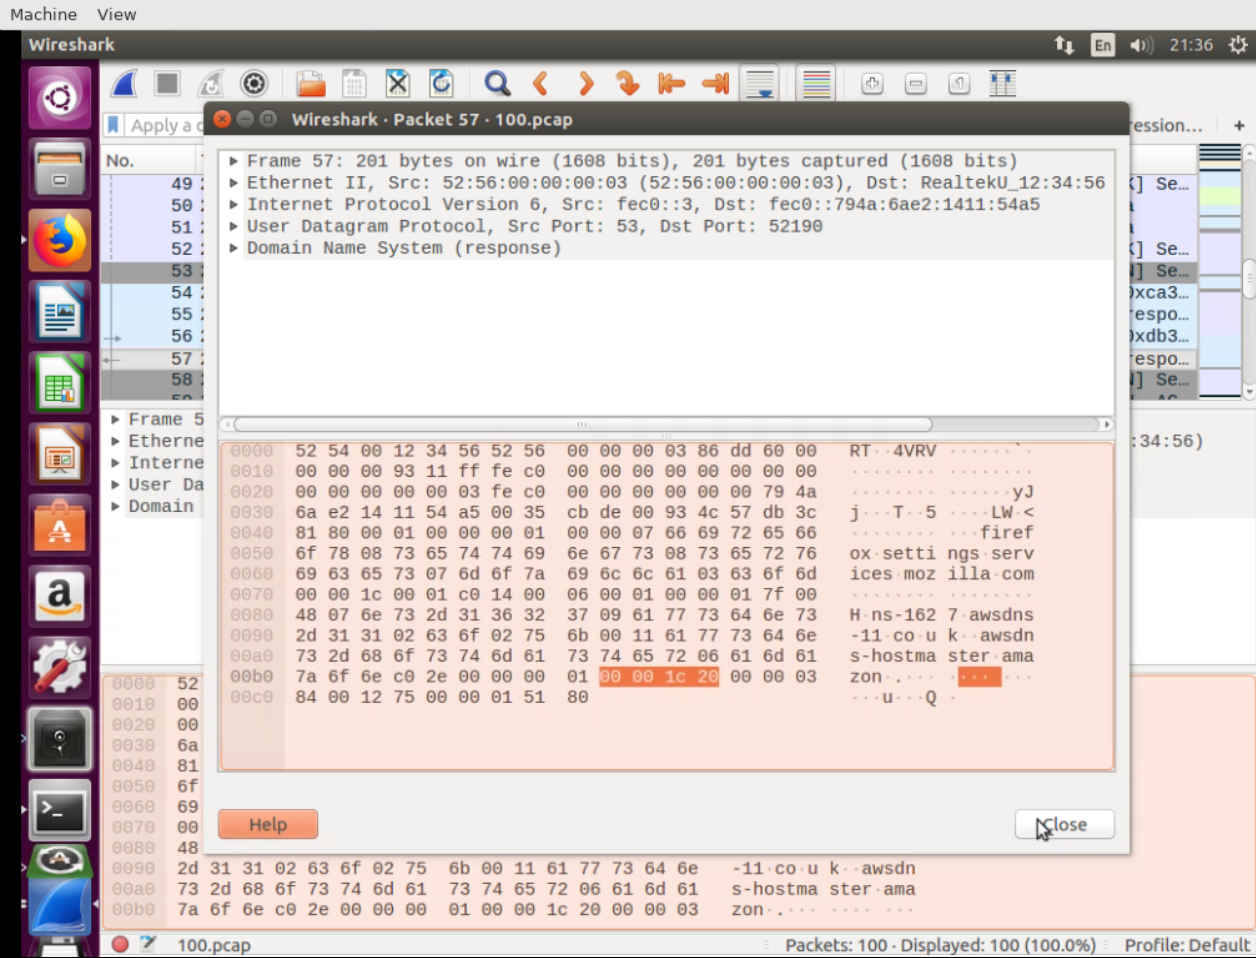 Machine View
Wireshark
En
21:36
Apply a c
ression... +
No.
49
50
51
52
53
54
55
56
57
58
K] Se…
K] Se…
N] Se…
0xca3…
respo…
0xdb3…
respo…
N] Se…
Wireshark · Packet 57 · 100.pcap
Frame 57: 201 bytes on wire (1608 bits), 201 bytes captured (1608 bits)
Ethernet II, Src: 52:56:00:00:00:03 (52:56:00:00:00:03), Dst: RealtekU_12:34:56
Internet Protocol Version 6, Src: fec0::3, Dst: fec0::794a:6ae2:1411:54a5
User Datagram Protocol, Src Port: 53, Dst Port: 52190
Domain Name System (response)
Frame 5
Etherne
Interne
User Da
Domain
:34:56)
0000 52 54 00 12 34 56 52 56 00 00 00 03 86 dd 60 00 RT··4VRV ······`·
0010 00 00 00 93 11 ff fe c0 00 00 00 00 00 00 00 00 ········ ········
0020 00 00 00 00 00 03 fe c0 00 00 00 00 00 00 79 4a ········ ······yJ
0030 6a e2 14 11 54 a5 00 35 cb de 00 93 4c 57 db 3c j···T··5 ····LW·<
0040 81 80 00 01 00 00 00 01 00 00 07 66 69 72 65 66 ········ ···firef
0050 6f 78 08 73 65 74 74 69 6e 67 73 08 73 65 72 76 ox·setti ngs·serv
0060 69 63 65 73 07 6d 6f 7a 69 6c 6c 61 03 63 6f 6d ices·moz illa·com
0070 00 00 1c 00 01 c0 14 00 06 00 01 00 00 01 7f 00 ········ ········
0080 48 07 6e 73 2d 31 36 32 37 09 61 77 73 64 6e 73 H·ns-162 7·awsdns
0090 2d 31 31 02 63 6f 02 75 6b 00 11 61 77 73 64 6e -11·co·u k··awsdn
00a0 73 2d 68 6f 73 74 6d 61 73 74 65 72 06 61 6d 61 s-hostma ster·ama
00b0 7a 6f 6e c0 2e 00 00 00 01 00 00 1c 20 00 00 03 zon·.··· ···· ···
00c0 84 00 12 75 00 00 01 51 80 ···u···Q ·
Help
Close
0000 52
0010 00
0020 00
0030 6a
0040 81
0050 6f
0060 69
0070 00
0080 48
0090 2d 31 31 02 63 6f 02 75 6b 00 11 61 77 73 64 6e -11·co·u k··awsdn
00a0 73 2d 68 6f 73 74 6d 61 73 74 65 72 06 61 6d 61 s-hostma ster·ama
00b0 7a 6f 6e c0 2e 00 00 00 01 00 00 1c 20 00 00 03 zon·.··· ···· ···
100.pcap
Packets: 100 · Displayed: 100 (100.0%)
Profile: Default